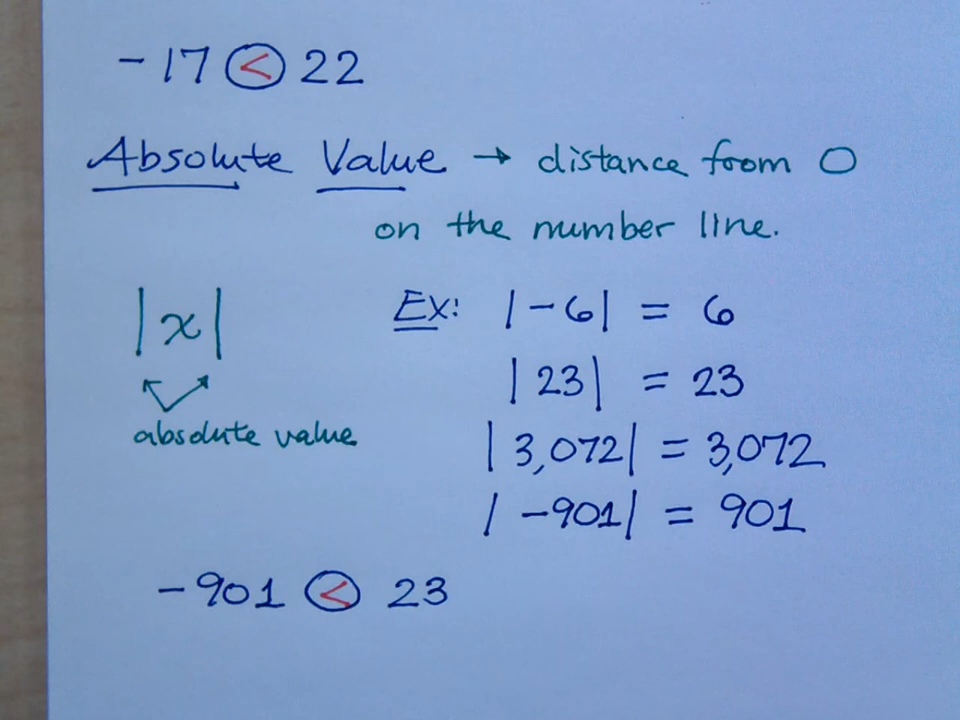 -17 < 22
Absolute Value → distance from 0
on the number line.
|x|
absolute value
Ex: |-6| = 6
|23| = 23
|3,072| = 3,072
|-901| = 901
-901 < 23